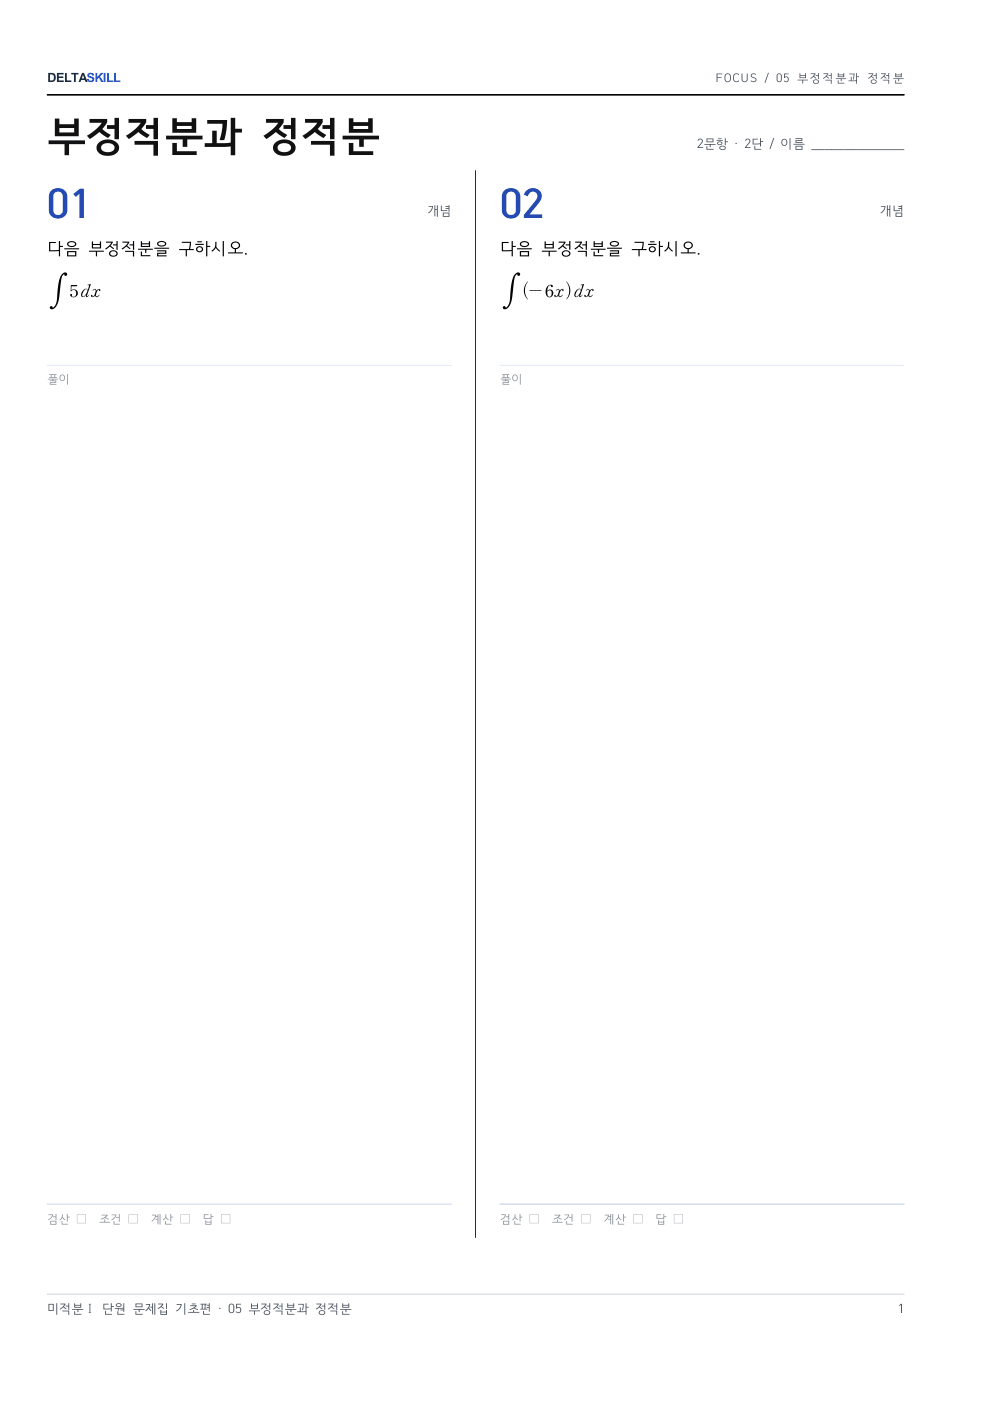 DELTASKILL
FOCUS / 05 부정적분과 정적분
부정적분과 정적분
2문항 · 2단 / 이름 ______________
01
개념
다음 부정적분을 구하시오.
∫ 5dx
풀이
검산 □ 조건 □ 계산 □ 답 □
02
개념
다음 부정적분을 구하시오.
∫ (−6x)dx
풀이
검산 □ 조건 □ 계산 □ 답 □
미적분Ⅰ 단원 문제집 기초편 · 05 부정적분과 정적분
1